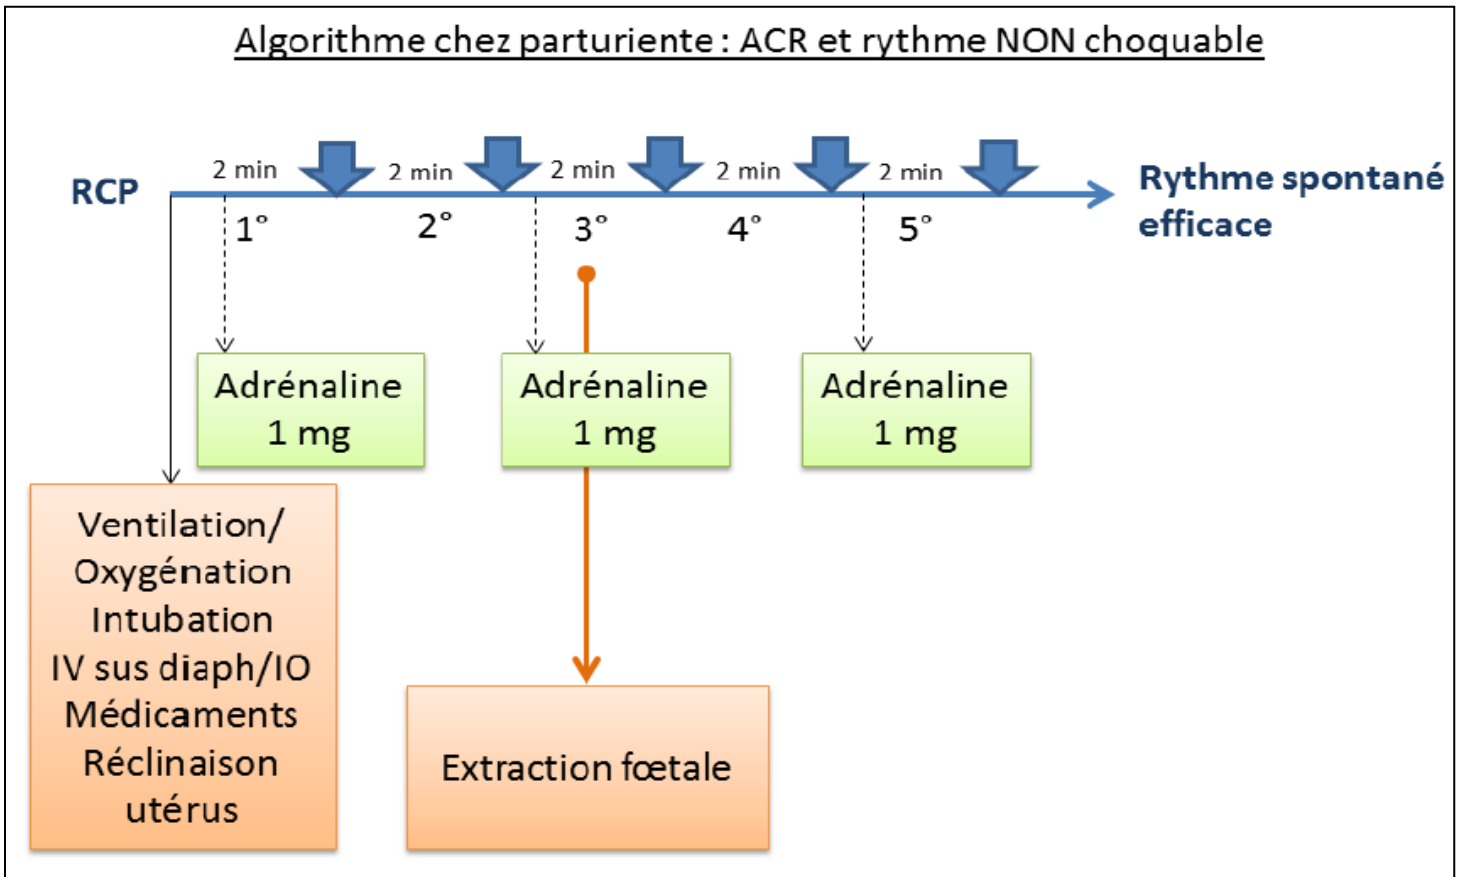 Algorithme chez parturiente : ACR et rythme NON choquable
2 min
2 min
2 min
2 min
2 min
RCP
Rythme spontané
efficace
1°
2°
3°
4°
5°
Adrénaline
1 mg
Adrénaline
1 mg
Adrénaline
1 mg
Ventilation/
Oxygénation
Intubation
IV sus diaph/IO
Médicaments
Réclinaison
utérus
Extraction fœtale